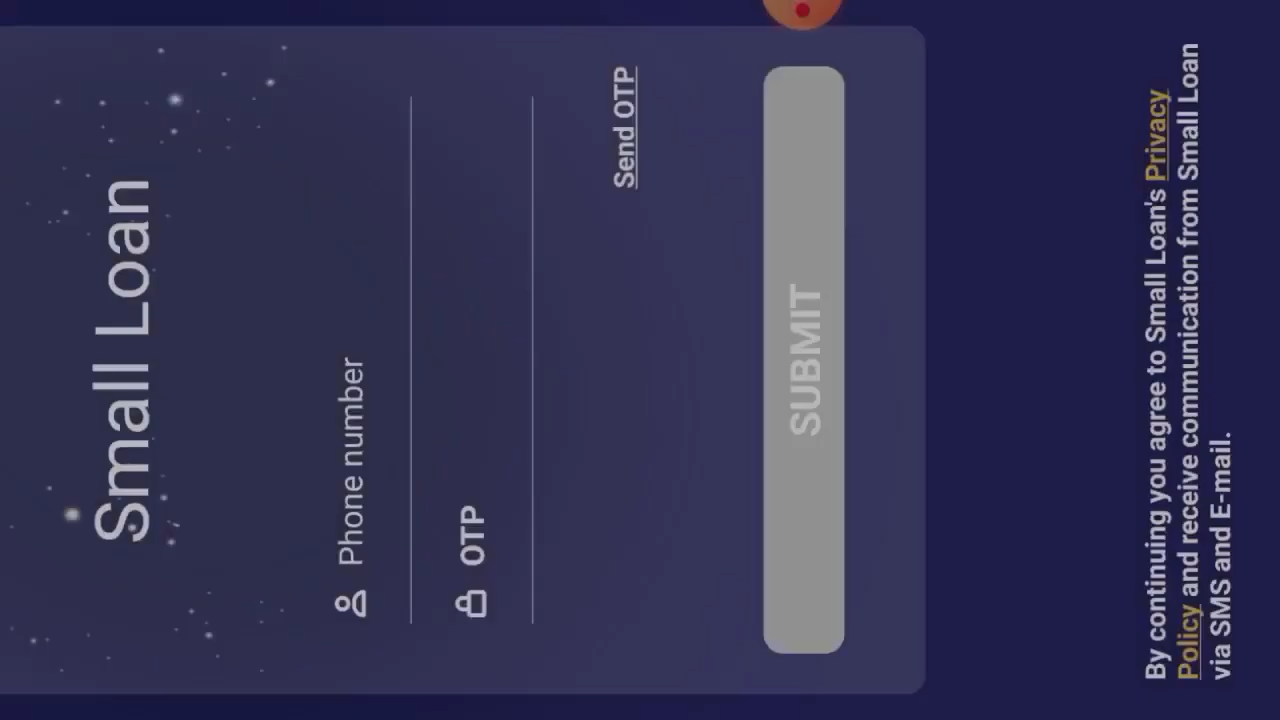 Small Loan
Phone number
OTP
Send OTP
SUBMIT
By continuing you agree to Small Loan's Privacy
Policy and receive communication from Small Loan
via SMS and E-mail.